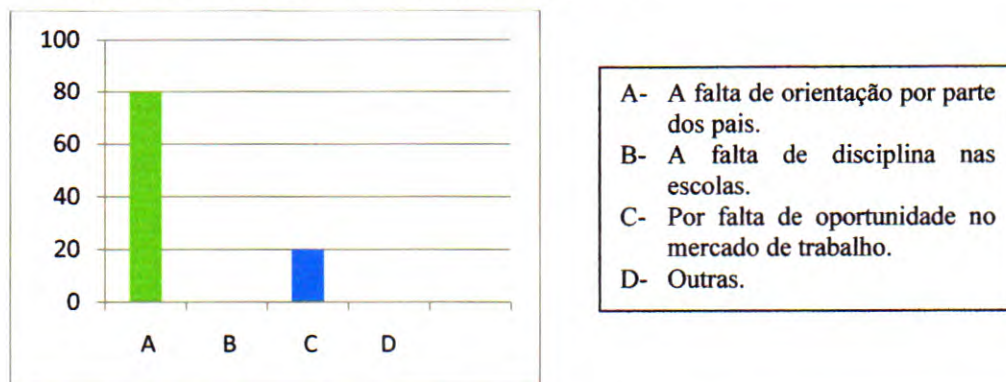 100
80
60
40
20
0
A B C D
A- A falta de orientação por parte
dos pais.
B- A falta de disciplina nas
escolas.
C- Por falta de oportunidade no
mercado de trabalho.
D- Outras.